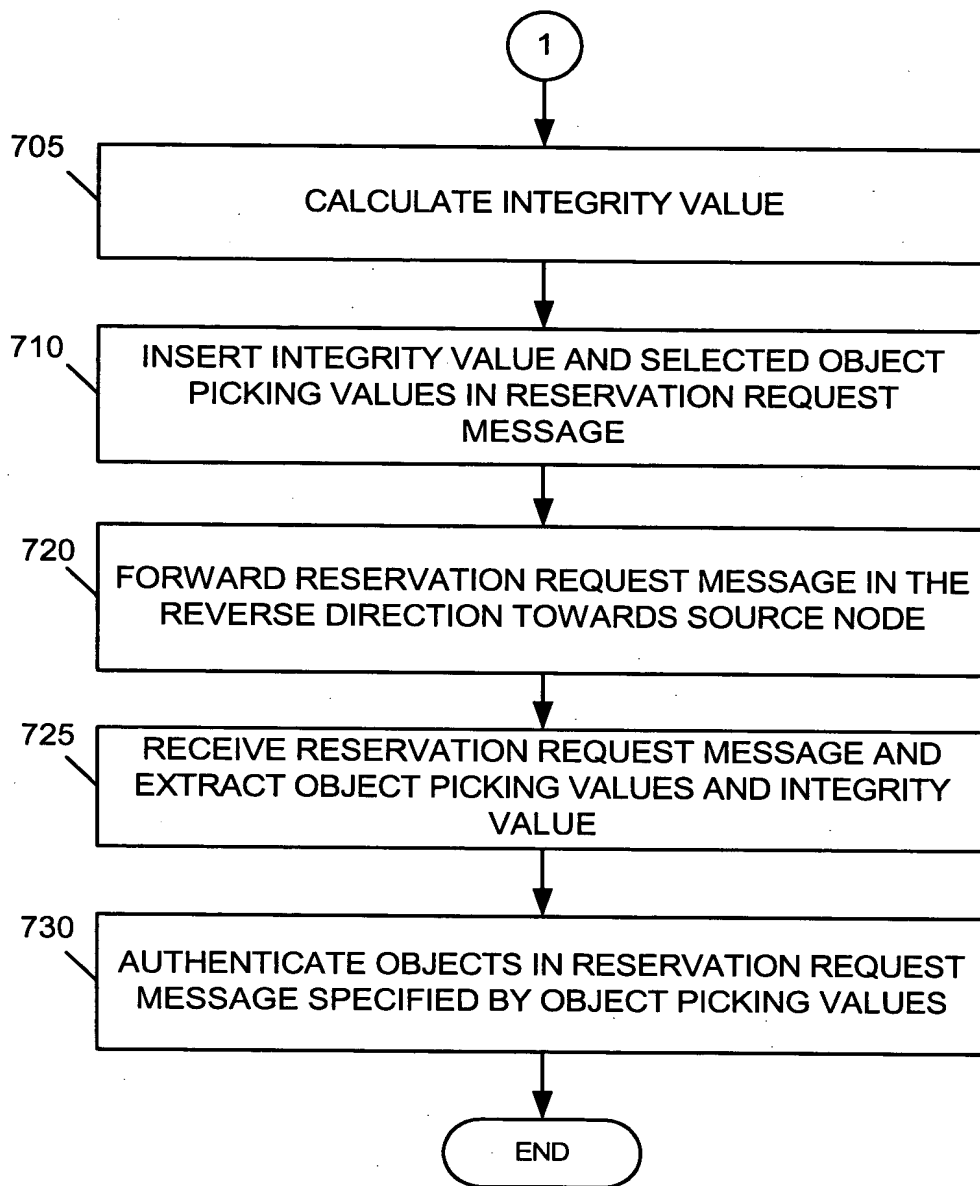 1
705
CALCULATE INTEGRITY VALUE
710
INSERT INTEGRITY VALUE AND SELECTED OBJECT
PICKING VALUES IN RESERVATION REQUEST
MESSAGE
720
FORWARD RESERVATION REQUEST MESSAGE IN THE
REVERSE DIRECTION TOWARDS SOURCE NODE
725
RECEIVE RESERVATION REQUEST MESSAGE AND
EXTRACT OBJECT PICKING VALUES AND INTEGRITY
VALUE
730
AUTHENTICATE OBJECTS IN RESERVATION REQUEST
MESSAGE SPECIFIED BY OBJECT PICKING VALUES
END